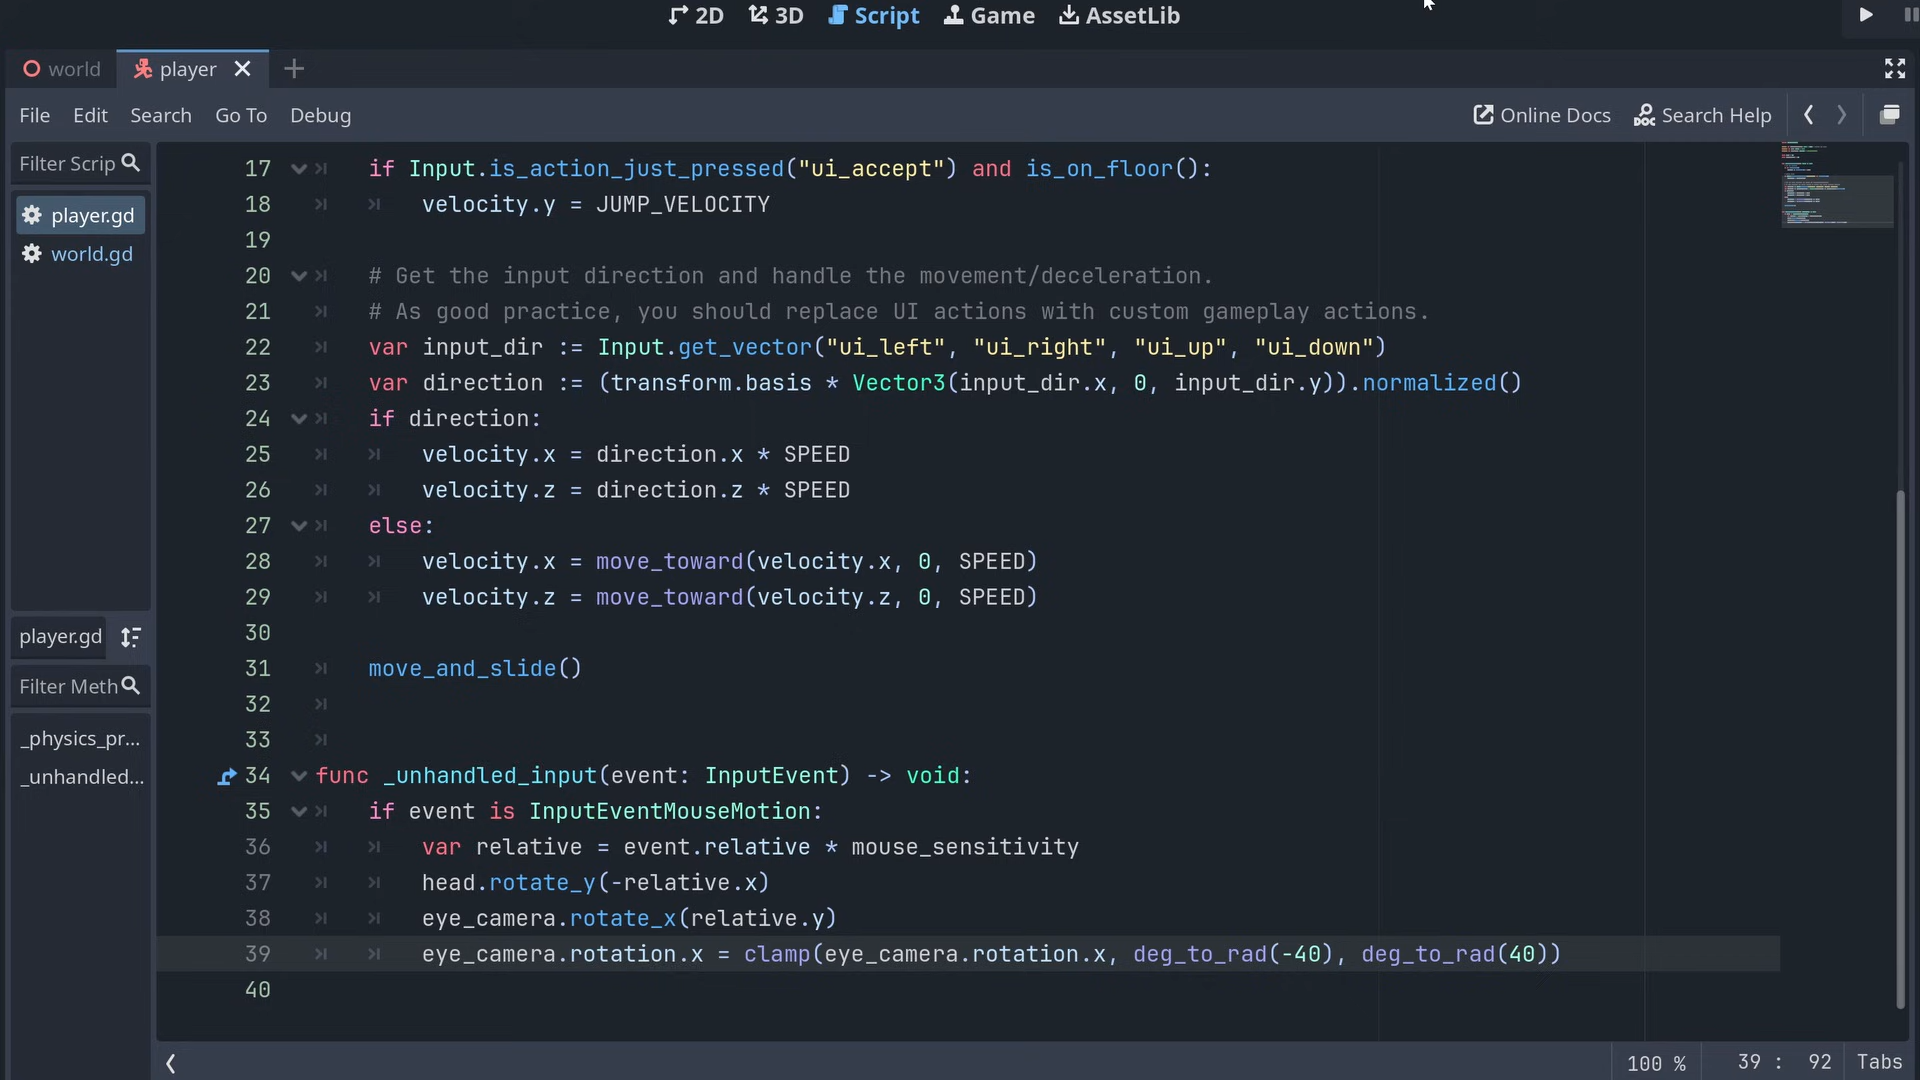 2D 3D Script Game AssetLib
world player
File Edit Search Go To Debug Online Docs Search Help
Filter Scrip
player.gd
world.gd
player.gd
Filter Meth
_physics_pr...
_unhandled...
17 if Input.is_action_just_pressed("ui_accept") and is_on_floor():
18 velocity.y = JUMP_VELOCITY
19
20 # Get the input direction and handle the movement/deceleration.
21 # As good practice, you should replace UI actions with custom gameplay actions.
22 var input_dir := Input.get_vector("ui_left", "ui_right", "ui_up", "ui_down")
23 var direction := (transform.basis * Vector3(input_dir.x, 0, input_dir.y)).normalized()
24 if direction:
25 velocity.x = direction.x * SPEED
26 velocity.z = direction.z * SPEED
27 else:
28 velocity.x = move_toward(velocity.x, 0, SPEED)
29 velocity.z = move_toward(velocity.z, 0, SPEED)
30
31 move_and_slide()
32
33
34 func _unhandled_input(event: InputEvent) -> void:
35 if event is InputEventMouseMotion:
36 var relative = event.relative * mouse_sensitivity
37 head.rotate_y(-relative.x)
38 eye_camera.rotate_x(relative.y)
39 eye_camera.rotation.x = clamp(eye_camera.rotation.x, deg_to_rad(-40), deg_to_rad(40))
40
100 % 39 : 92 Tabs